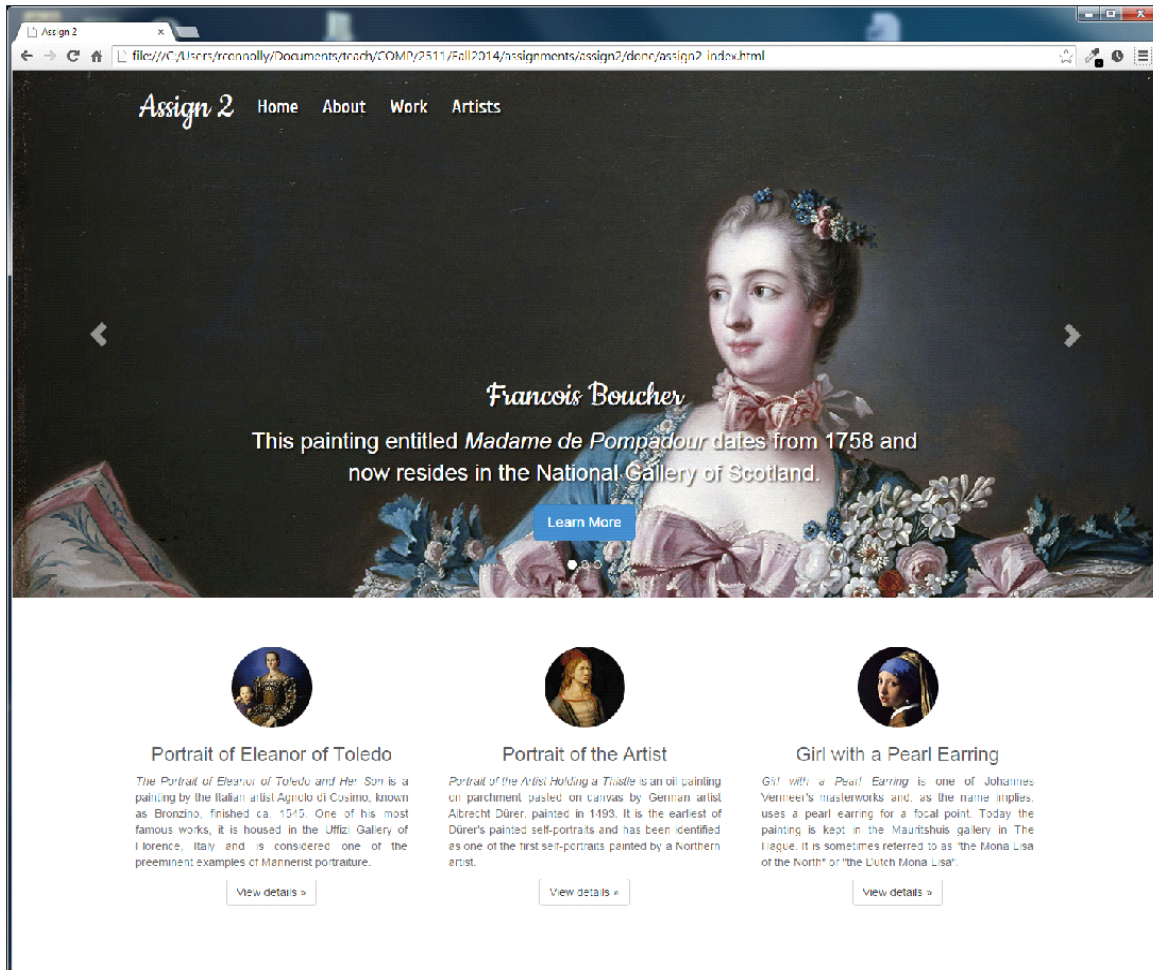 Assign 2
file:///C:/Users/rconnolly/Documents/teach/COMP/2511/Fall2014/assignments/assign2/done/assign2_index.html
Assign 2 Home About Work Artists
Francois Boucher
This painting entitled Madame de Pompadour dates from 1758 and
now resides in the National Gallery of Scotland.
Learn More
Portrait of Eleanor of Toledo
The Portrait of Eleanor of Toledo and Her Son is a
painting by the Italian artist Agnolo di Cosimo, known
as Bronzino, finished ca. 1545. One of his most
famous works, it is housed in the Uffizi Gallery of
Florence, Italy and is considered one of the
preeminent examples of Mannerist portraiture.
View details »
Portrait of the Artist
Portrait of the Artist Holding a Thistle is an oil painting
on parchment pasted on canvas by German artist
Albrecht Dürer, painted in 1493. It is the earliest of
Dürer's painted self-portraits and has been identified
as one of the first self-portraits painted by a Northern
artist.
View details »
Girl with a Pearl Earring
Girl with a Pearl Earring is one of Johannes
Vermeer's masterworks and, as the name implies,
uses a pearl earring for a focal point. Today the
painting is kept in the Mauritshuis gallery in The
Hague. It is sometimes referred to as "the Mona Lisa
of the North" or "the Dutch Mona Lisa".
View details »